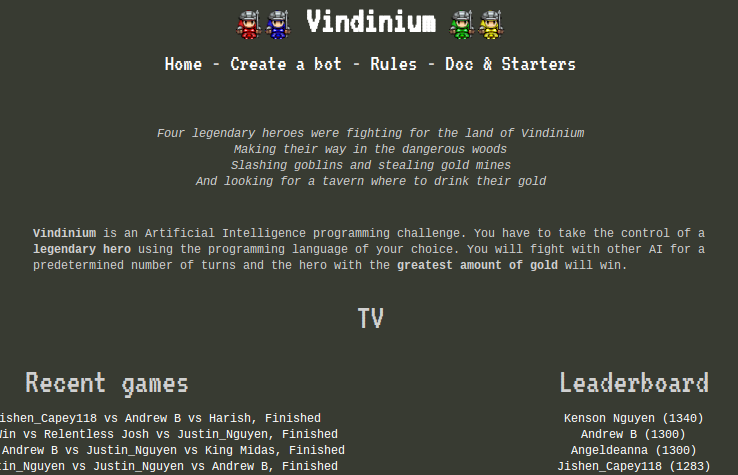 Vindinium
Home - Create a bot - Rules - Doc & Starters
Four legendary heroes were fighting for the land of Vindinium
Making their way in the dangerous woods
Slashing goblins and stealing gold mines
And looking for a tavern where to drink their gold
Vindinium is an Artificial Intelligence programming challenge. You have to take the control of a
legendary hero using the programming language of your choice. You will fight with other AI for a
predetermined number of turns and the hero with the greatest amount of gold will win.
TV
Recent games
ishen_Capey118 vs Andrew B vs Harish, Finished
Win vs Relentless Josh vs Justin_Nguyen, Finished
Andrew B vs Justin_Nguyen vs King Midas, Finished
tin_Nguyen vs Justin_Nguyen vs Andrew B, Finished
Leaderboard
Kenson Nguyen (1340)
Andrew B (1300)
Angeldeanna (1300)
Jishen_Capey118 (1283)